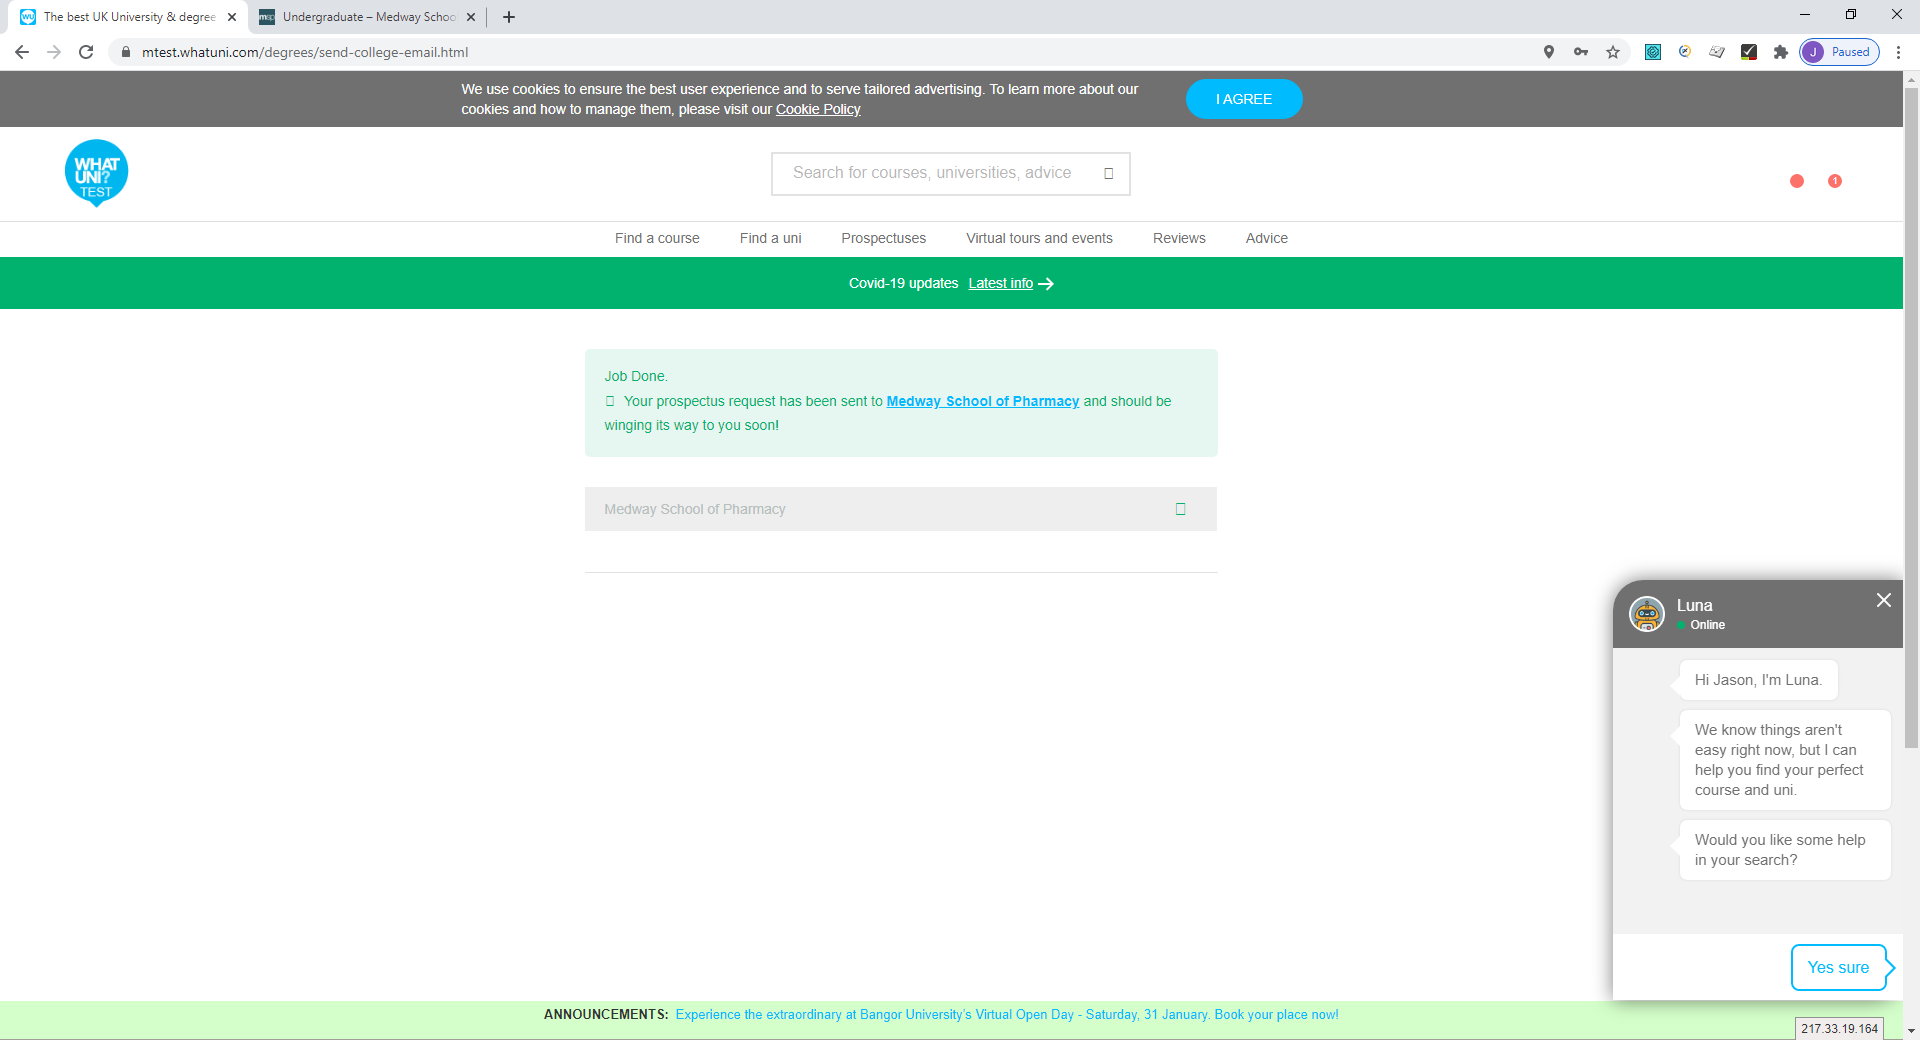 The best UK University & degree
Undergraduate – Medway Schoo
mtest.whatuni.com/degrees/send-college-email.html
J Paused
We use cookies to ensure the best user experience and to serve tailored advertising. To learn more about our
cookies and how to manage them, please visit our Cookie Policy
I AGREE
WHAT
UNI?
TEST
Search for courses, universities, advice
1
Find a course
Find a uni
Prospectuses
Virtual tours and events
Reviews
Advice
Covid-19 updates Latest info
Job Done.
Your prospectus request has been sent to Medway School of Pharmacy and should be
winging its way to you soon!
Medway School of Pharmacy
Luna
Online
Hi Jason, I'm Luna.
We know things aren't
easy right now, but I can
help you find your perfect
course and uni.
Would you like some help
in your search?
Yes sure
ANNOUNCEMENTS: Experience the extraordinary at Bangor University's Virtual Open Day - Saturday, 31 January. Book your place now!
217.33.19.164